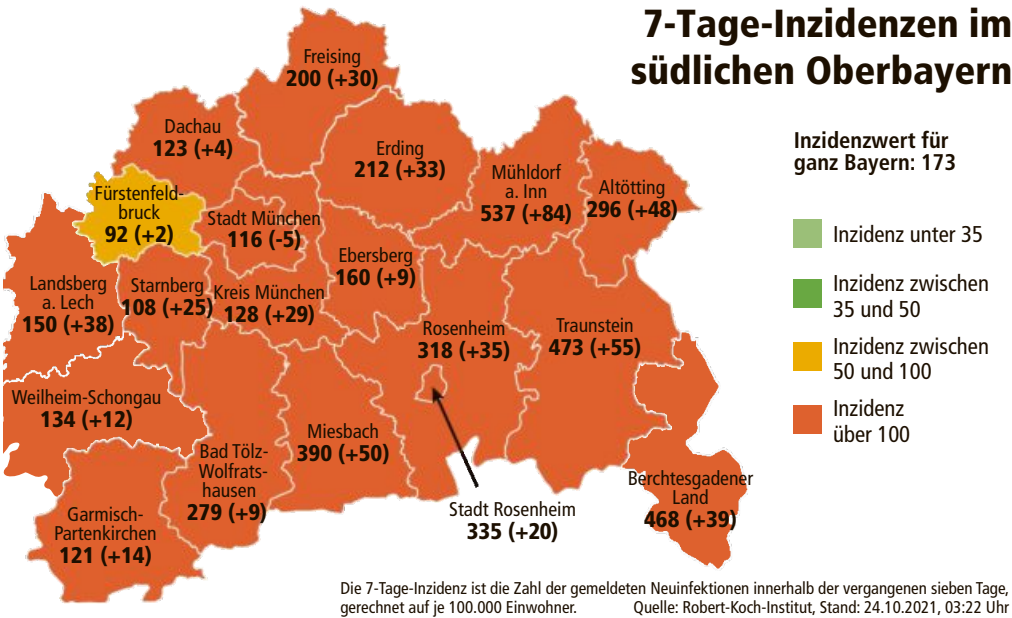 7-Tage-Inzidenzen im
südlichen Oberbayern
Inzidenzwert für
ganz Bayern: 173
Inzidenz unter 35
Inzidenz zwischen
35 und 50
Inzidenz zwischen
50 und 100
Inzidenz
über 100
Freising
200 (+30)
Dachau
123 (+4)
Erding
212 (+33)
Mühldorf
a. Inn
537 (+84)
Altötting
296 (+48)
Fürstenfeld-
bruck
92 (+2)
Stadt München
116 (-5)
Ebersberg
160 (+9)
Landsberg
a. Lech
150 (+38)
Starnberg
108 (+25)
Kreis München
128 (+29)
Rosenheim
318 (+35)
Traunstein
473 (+55)
Weilheim-Schongau
134 (+12)
Miesbach
390 (+50)
Bad Tölz-
Wolfrats-
hausen
279 (+9)
Berchtesgadener
Land
468 (+39)
Stadt Rosenheim
335 (+20)
Garmisch-
Partenkirchen
121 (+14)
Die 7-Tage-Inzidenz ist die Zahl der gemeldeten Neuinfektionen innerhalb der vergangenen sieben Tage,
gerechnet auf je 100.000 Einwohner. Quelle: Robert-Koch-Institut, Stand: 24.10.2021, 03:22 Uhr